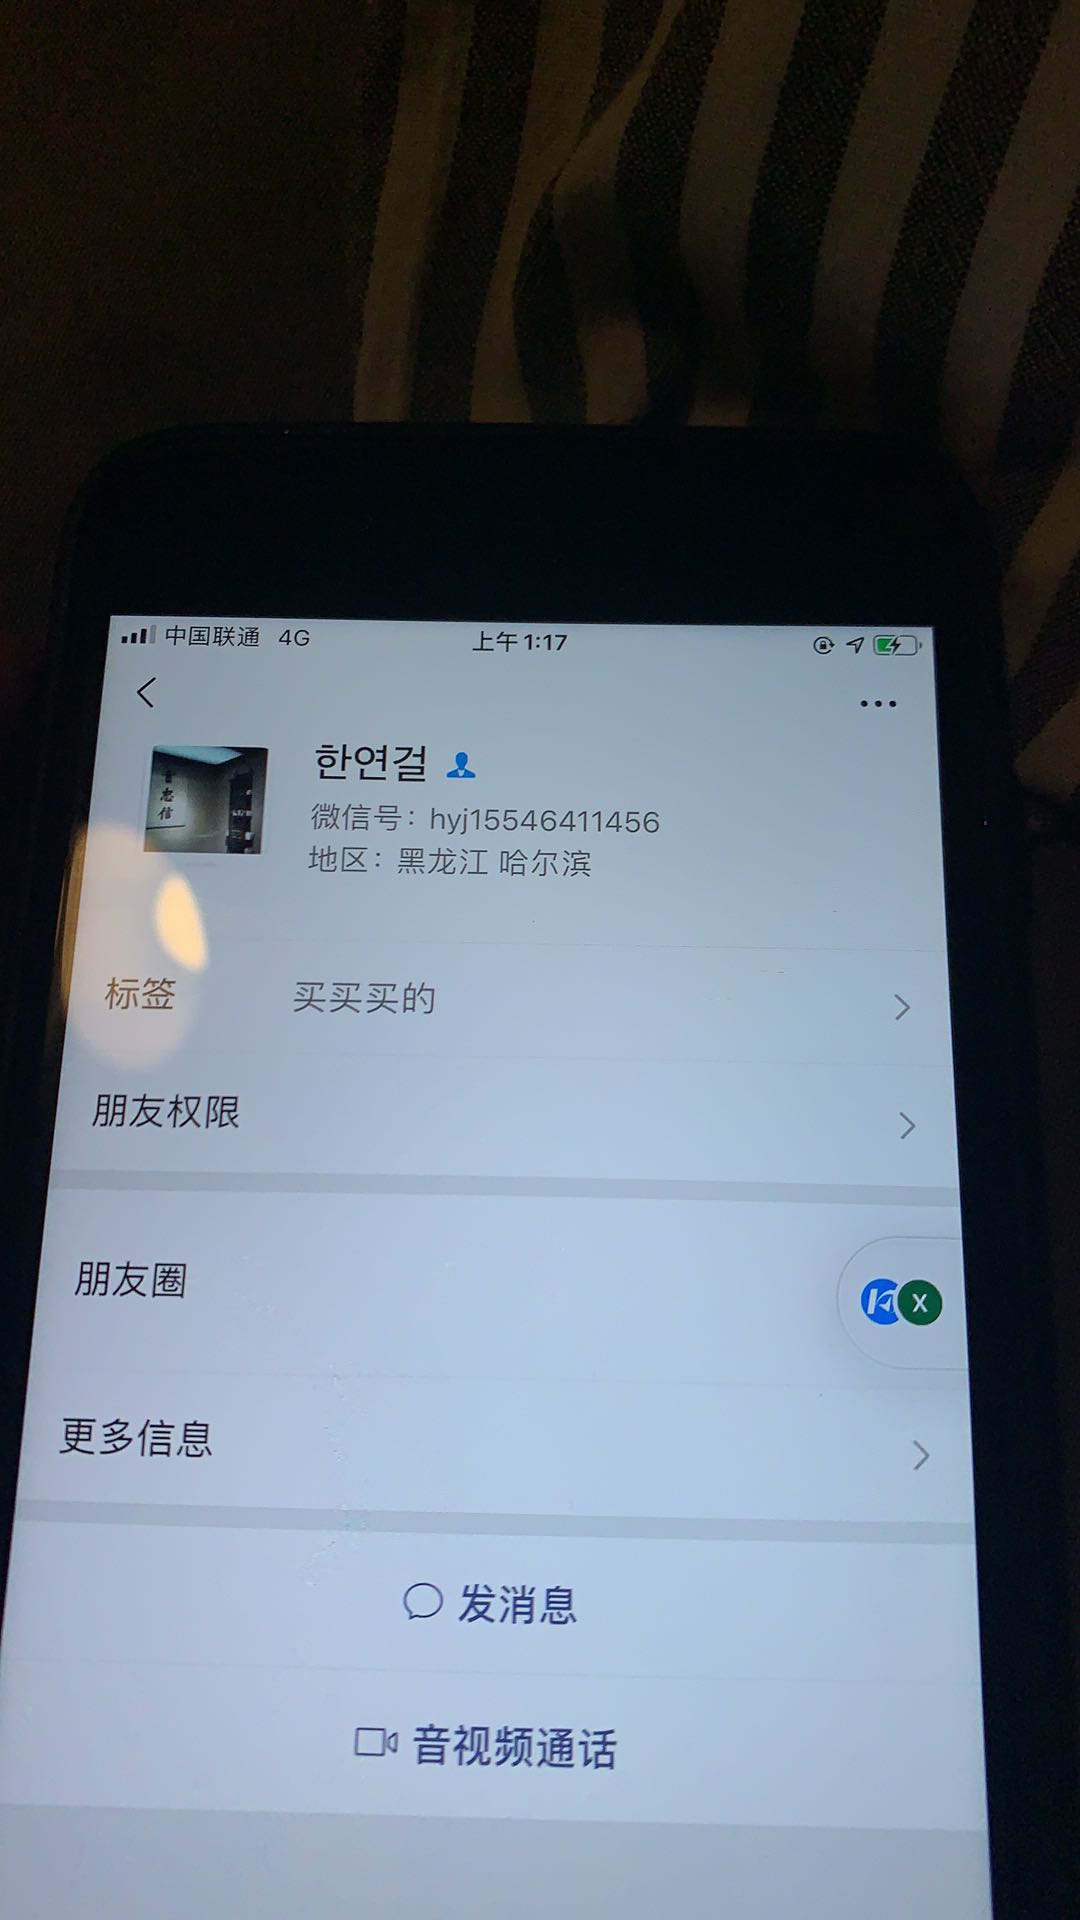 中国联通 4G 上午1:17
한연걸
微信号：hyj15546411456
地区：黑龙江 哈尔滨
忠
信
标签 买买买的
朋友权限
朋友圈
X
更多信息
发消息
音视频通话